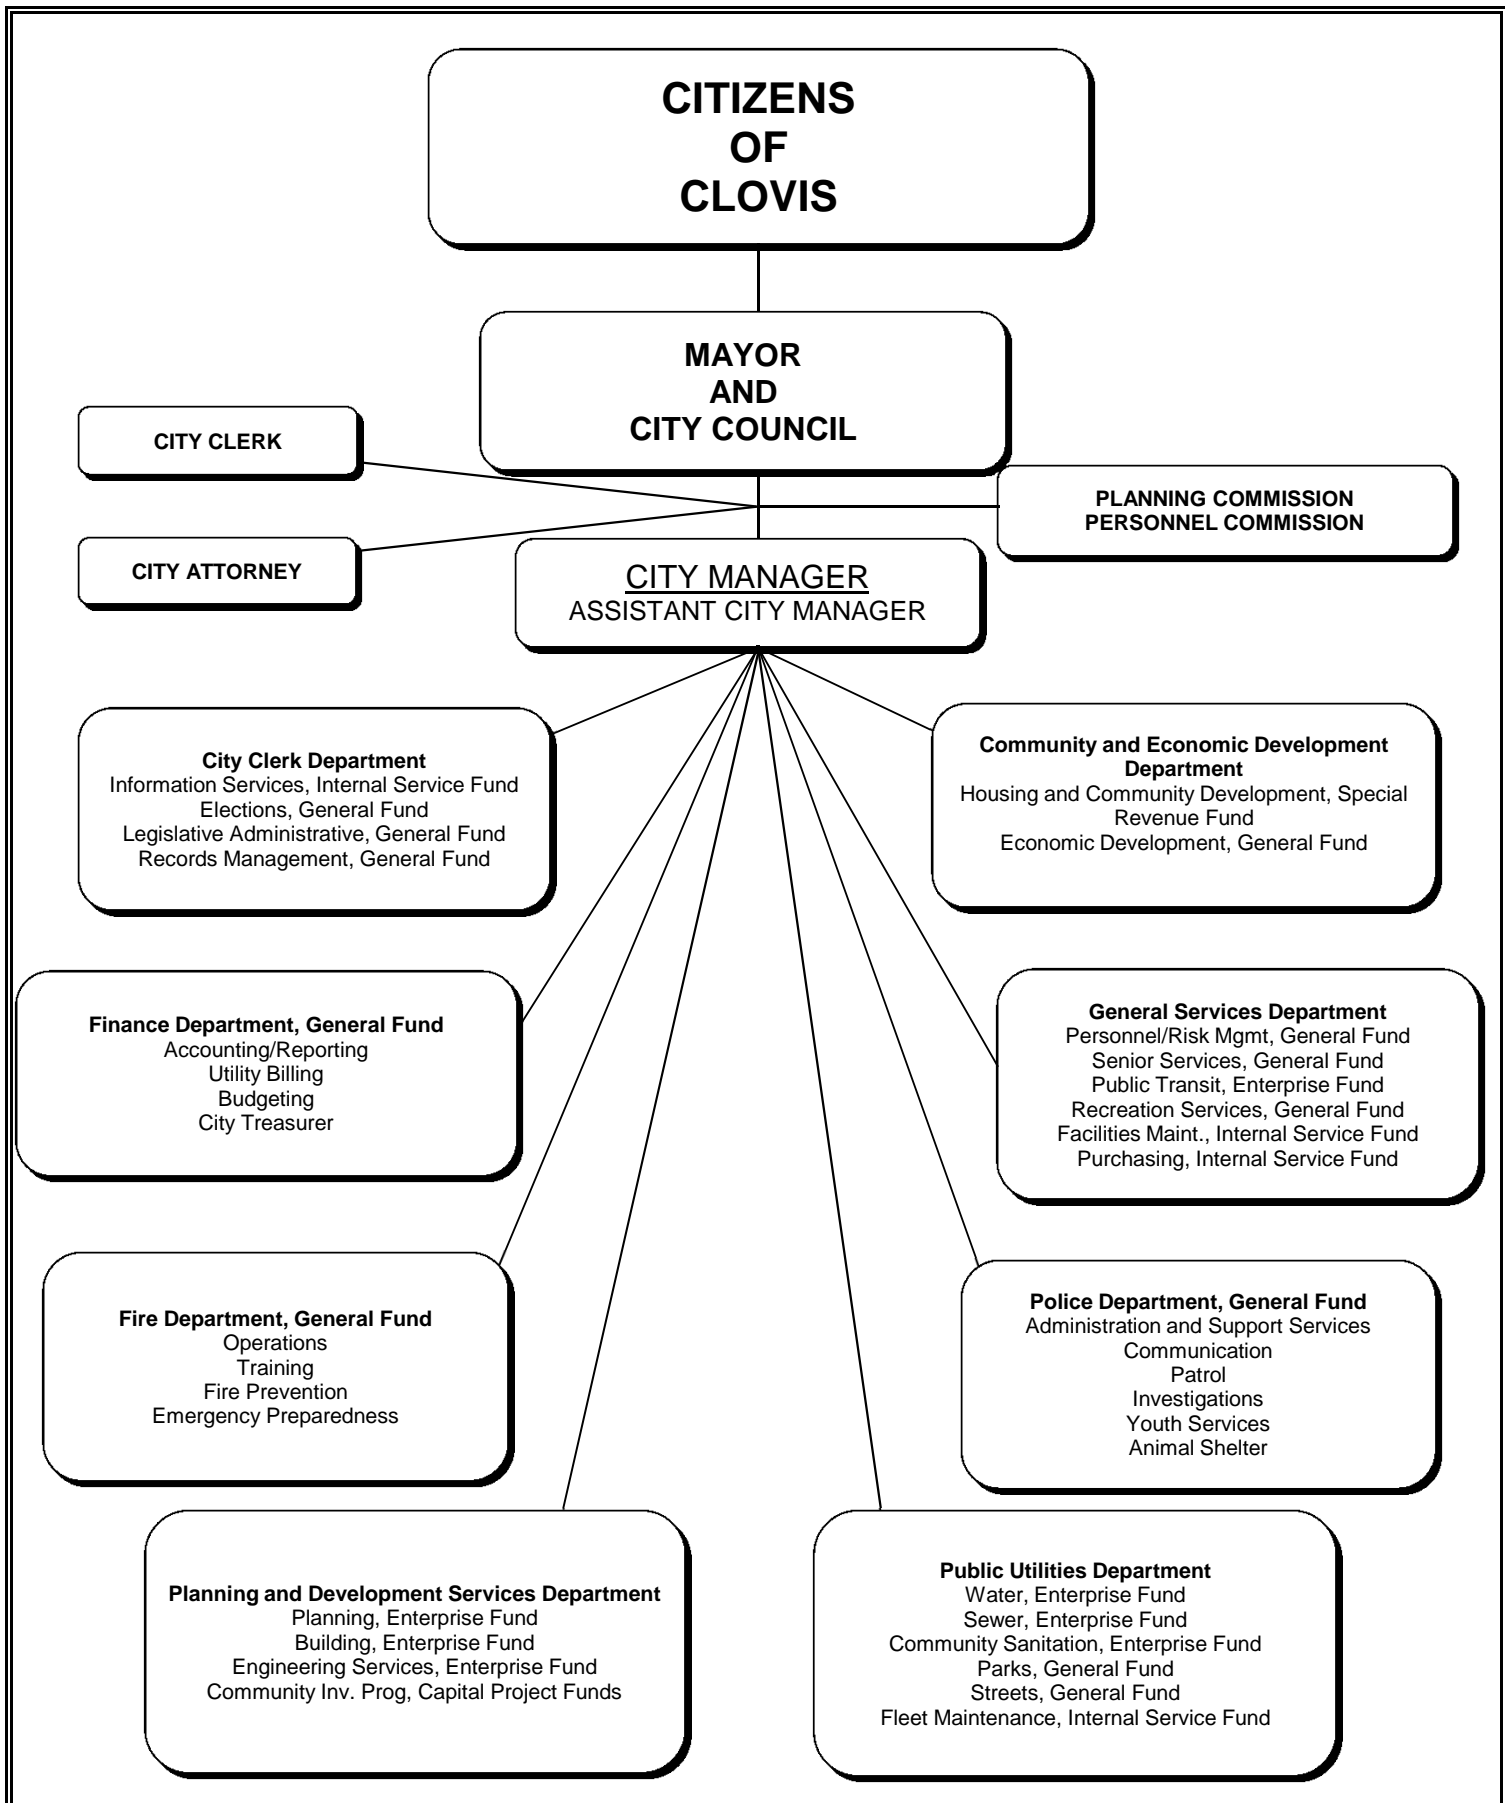 CITIZENS
OF
CLOVIS
MAYOR
AND
CITY COUNCIL
CITY CLERK
PLANNING COMMISSION
PERSONNEL COMMISSION
CITY ATTORNEY
CITY MANAGER
ASSISTANT CITY MANAGER
City Clerk Department
Information Services, Internal Service Fund
Elections, General Fund
Legislative Administrative, General Fund
Records Management, General Fund
Community and Economic Development
Department
Housing and Community Development, Special
Revenue Fund
Economic Development, General Fund
Finance Department, General Fund
Accounting/Reporting
Utility Billing
Budgeting
City Treasurer
General Services Department
Personnel/Risk Mgmt, General Fund
Senior Services, General Fund
Public Transit, Enterprise Fund
Recreation Services, General Fund
Facilities Maint., Internal Service Fund
Purchasing, Internal Service Fund
Fire Department, General Fund
Operations
Training
Fire Prevention
Emergency Preparedness
Police Department, General Fund
Administration and Support Services
Communication
Patrol
Investigations
Youth Services
Animal Shelter
Planning and Development Services Department
Planning, Enterprise Fund
Building, Enterprise Fund
Engineering Services, Enterprise Fund
Community Inv. Prog, Capital Project Funds
Public Utilities Department
Water, Enterprise Fund
Sewer, Enterprise Fund
Community Sanitation, Enterprise Fund
Parks, General Fund
Streets, General Fund
Fleet Maintenance, Internal Service Fund